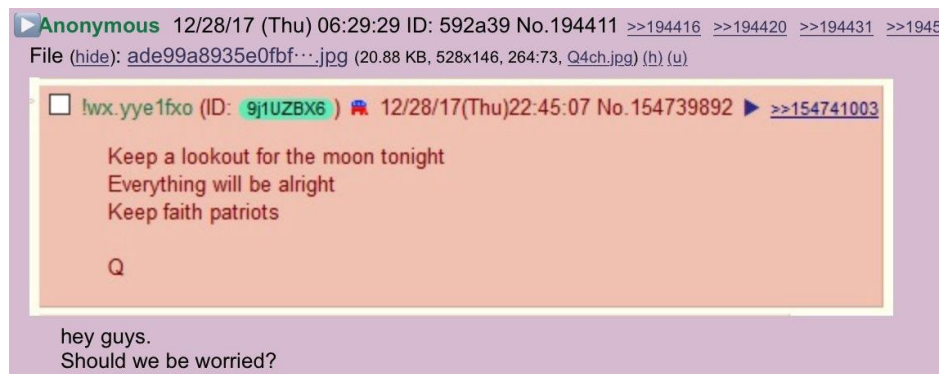 Anonymous 12/28/17 (Thu) 06:29:29 ID: 592a39 No.194411 >>194416 >>194420 >>194431 >>1945
File (hide): ade99a8935e0fbf⋯.jpg (20.88 KB, 528x146, 264:73, Q4ch.jpg) (h) (u)
!wx.yye1fxo (ID: 9j1UZBX6) 12/28/17(Thu)22:45:07 No.154739892 ▶ >>154741003
Keep a lookout for the moon tonight
Everything will be alright
Keep faith patriots
Q
hey guys.
Should we be worried?